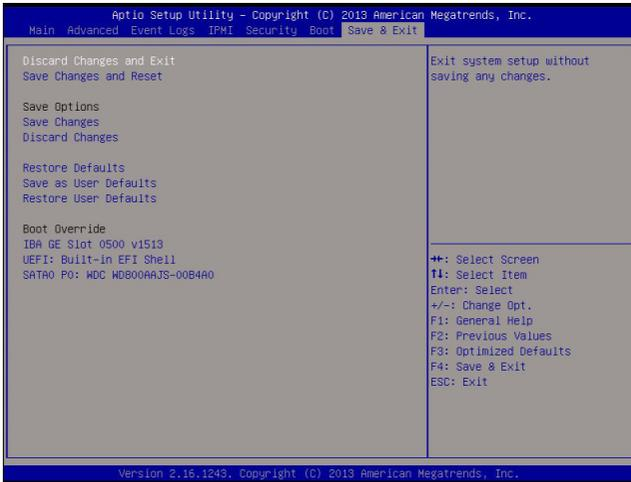 Aptio Setup Utility – Copyright (C) 2013 American Megatrends, Inc.
Main Advanced Event Logs IPMI Security Boot Save & Exit
Discard Changes and Exit
Save Changes and Reset
Save Options
Save Changes
Discard Changes
Restore Defaults
Save as User Defaults
Restore User Defaults
Boot Override
IBA GE Slot 0500 v1513
UEFI: Built-in EFI Shell
SATA0 P0: WDC WD800AAJS-00B4A0
Exit system setup without
saving any changes.
→←: Select Screen
↑↓: Select Item
Enter: Select
+/-: Change Opt.
F1: General Help
F2: Previous Values
F3: Optimized Defaults
F4: Save & Exit
ESC: Exit
Version 2.16.1243. Copyright (C) 2013 American Megatrends, Inc.